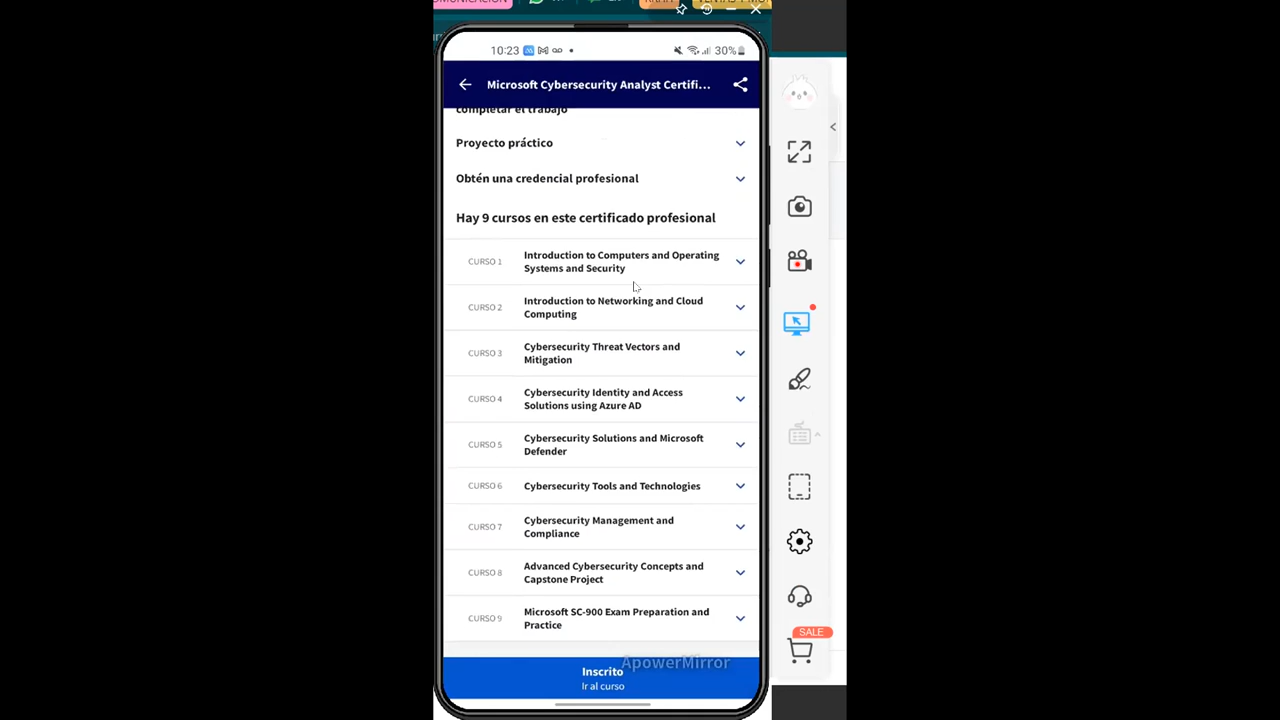 10:23
30%
Microsoft Cybersecurity Analyst Certifi...
completar el trabajo
Proyecto práctico
Obtén una credencial profesional
Hay 9 cursos en este certificado profesional
CURSO 1
Introduction to Computers and Operating
Systems and Security
CURSO 2
Introduction to Networking and Cloud
Computing
CURSO 3
Cybersecurity Threat Vectors and
Mitigation
CURSO 4
Cybersecurity Identity and Access
Solutions using Azure AD
CURSO 5
Cybersecurity Solutions and Microsoft
Defender
CURSO 6
Cybersecurity Tools and Technologies
CURSO 7
Cybersecurity Management and
Compliance
CURSO 8
Advanced Cybersecurity Concepts and
Capstone Project
CURSO 9
Microsoft SC-900 Exam Preparation and
Practice
SALE
Inscrito
ApowerMirror
Ir al curso